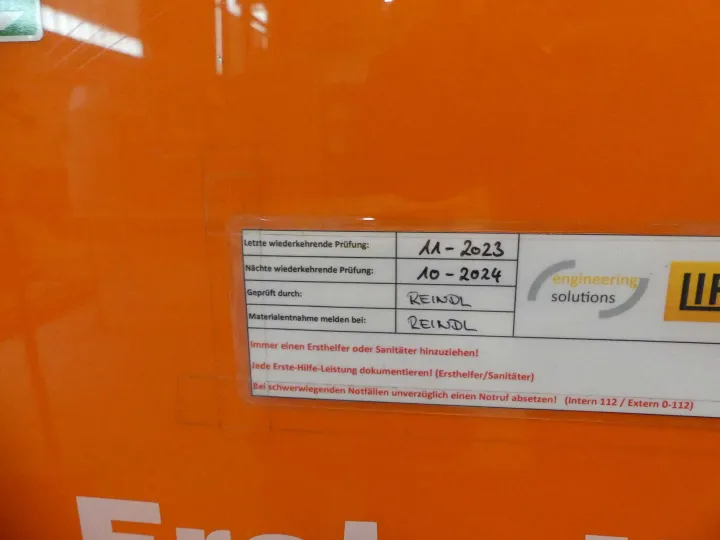 Letzte wiederkehrende Prüfung: 11-2023
Nächte wiederkehrende Prüfung: 10-2024
Geprüft durch: REINDL
Materialentnahme melden bei: REINDL
engineering
solutions
Immer einen Ersthelfer oder Sanitäter hinzuziehen!
Jede Erste-Hilfe-Leistung dokumentieren! (Ersthelfer/Sanitäter)
Bei schwerwiegenden Notfällen unverzüglich einen Notruf absetzen! (Intern 112 / Extern 0-112)